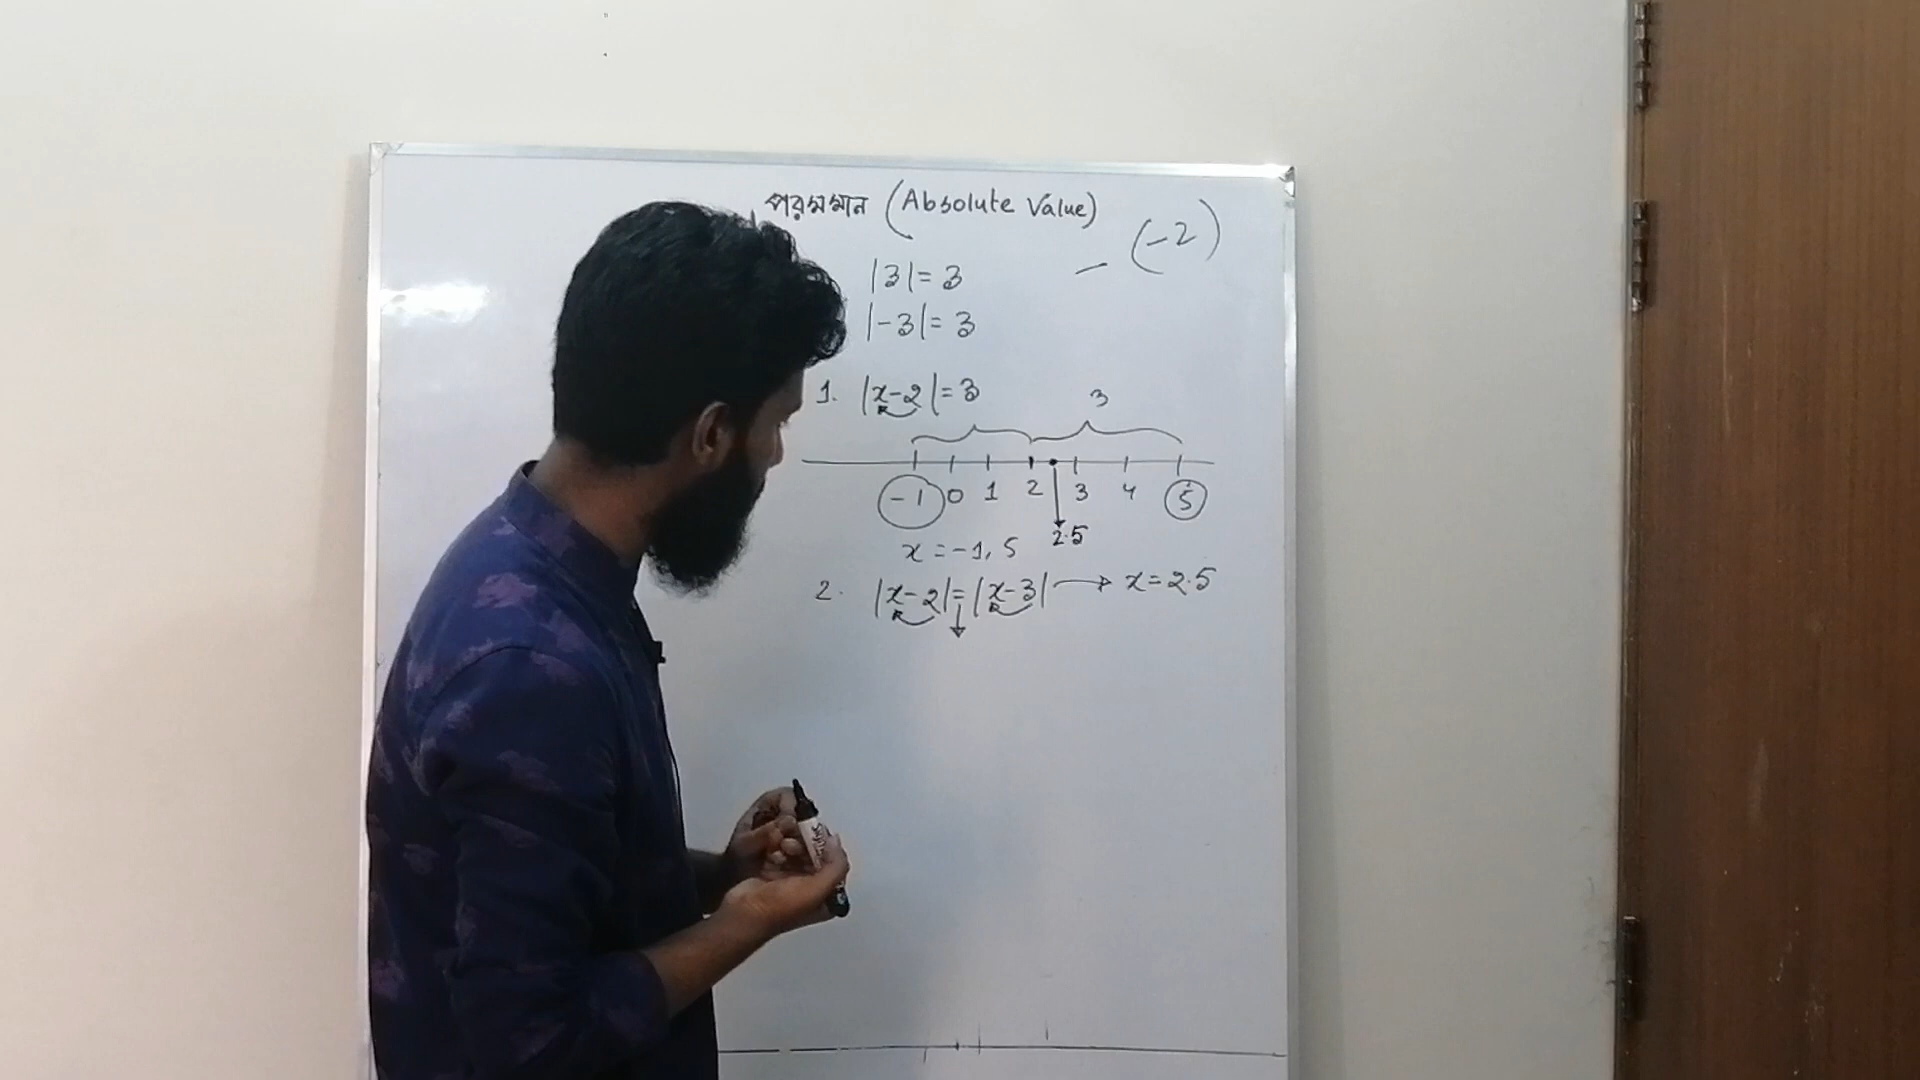 পরমমান (Absolute Value)
- (-2)
|3| = 3
|-3| = 3
1. |x-2| = 3
3
-1 0 1 2 3 4 5
2.5
x = -1, 5
2. |x-2| = |x-3| → x = 2.5